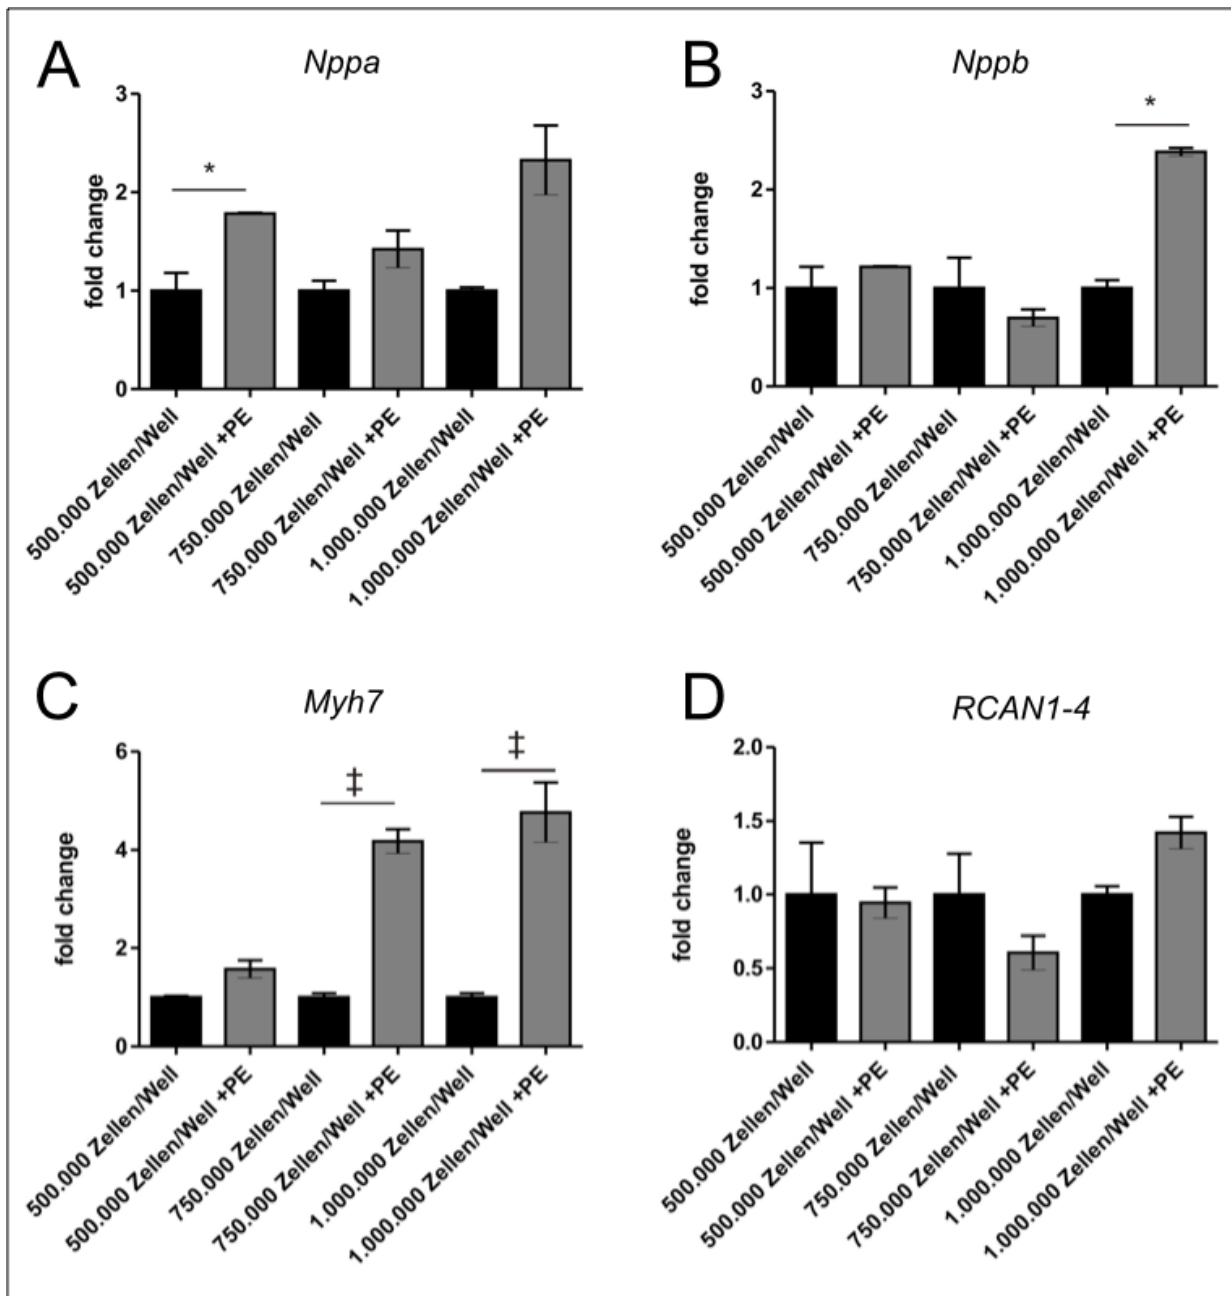 A
Nppa
fold change
3
2
1
0
*
500.000 Zellen/Well
500.000 Zellen/Well +PE
750.000 Zellen/Well
750.000 Zellen/Well +PE
1.000.000 Zellen/Well
1.000.000 Zellen/Well +PE
B
Nppb
fold change
3
2
1
0
*
500.000 Zellen/Well
500.000 Zellen/Well +PE
750.000 Zellen/Well
750.000 Zellen/Well +PE
1.000.000 Zellen/Well
1.000.000 Zellen/Well +PE
C
Myh7
fold change
6
4
2
0
‡
‡
500.000 Zellen/Well
500.000 Zellen/Well +PE
750.000 Zellen/Well
750.000 Zellen/Well +PE
1.000.000 Zellen/Well
1.000.000 Zellen/Well +PE
D
RCAN1-4
fold change
2.0
1.5
1.0
0.5
0.0
500.000 Zellen/Well
500.000 Zellen/Well +PE
750.000 Zellen/Well
750.000 Zellen/Well +PE
1.000.000 Zellen/Well
1.000.000 Zellen/Well +PE